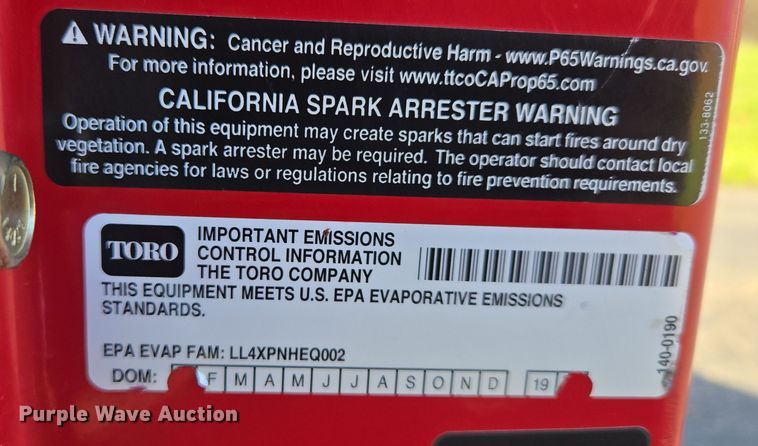 WARNING: Cancer and Reproductive Harm - www.P65Warnings.ca.gov.
For more information, please visit www.ttcoCAProp65.com
CALIFORNIA SPARK ARRESTER WARNING
Operation of this equipment may create sparks that can start fires around dry
vegetation. A spark arrester may be required. The operator should contact local
fire agencies for laws or regulations relating to fire prevention requirements.
133-8062
TORO
IMPORTANT EMISSIONS
CONTROL INFORMATION
THE TORO COMPANY
THIS EQUIPMENT MEETS U.S. EPA EVAPORATIVE EMISSIONS
STANDARDS.
EPA EVAP FAM: LL4XPNHEQ002
DOM: F M A M J J A S O N D 19
140-0190
Purple Wave Auction